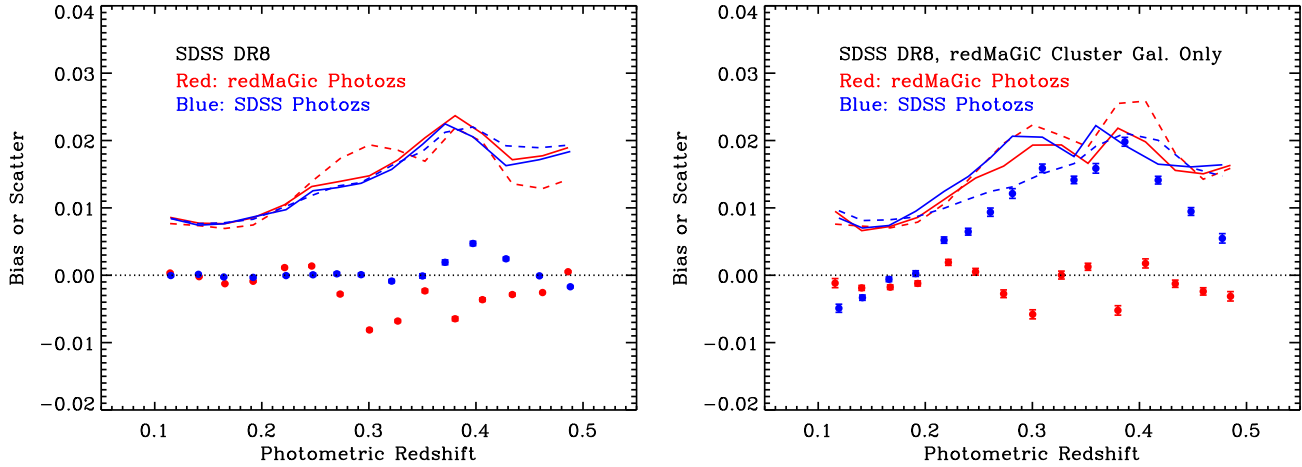 0.04
0.03
0.02
0.01
0.00
−0.01
−0.02
Bias or Scatter
SDSS DR8
Red: redMaGic Photozs
Blue: SDSS Photozs
0.1
0.2
0.3
0.4
0.5
Photometric Redshift
0.04
0.03
0.02
0.01
0.00
−0.01
−0.02
Bias or Scatter
SDSS DR8, redMaGiC Cluster Gal. Only
Red: redMaGic Photozs
Blue: SDSS Photozs
0.1
0.2
0.3
0.4
0.5
Photometric Redshift